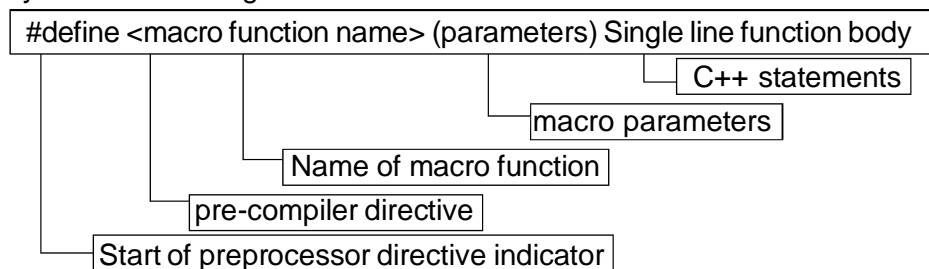 #define <macro function name> (parameters) Single line function body
C++ statements
macro parameters
Name of macro function
pre-compiler directive
Start of preprocessor directive indicator